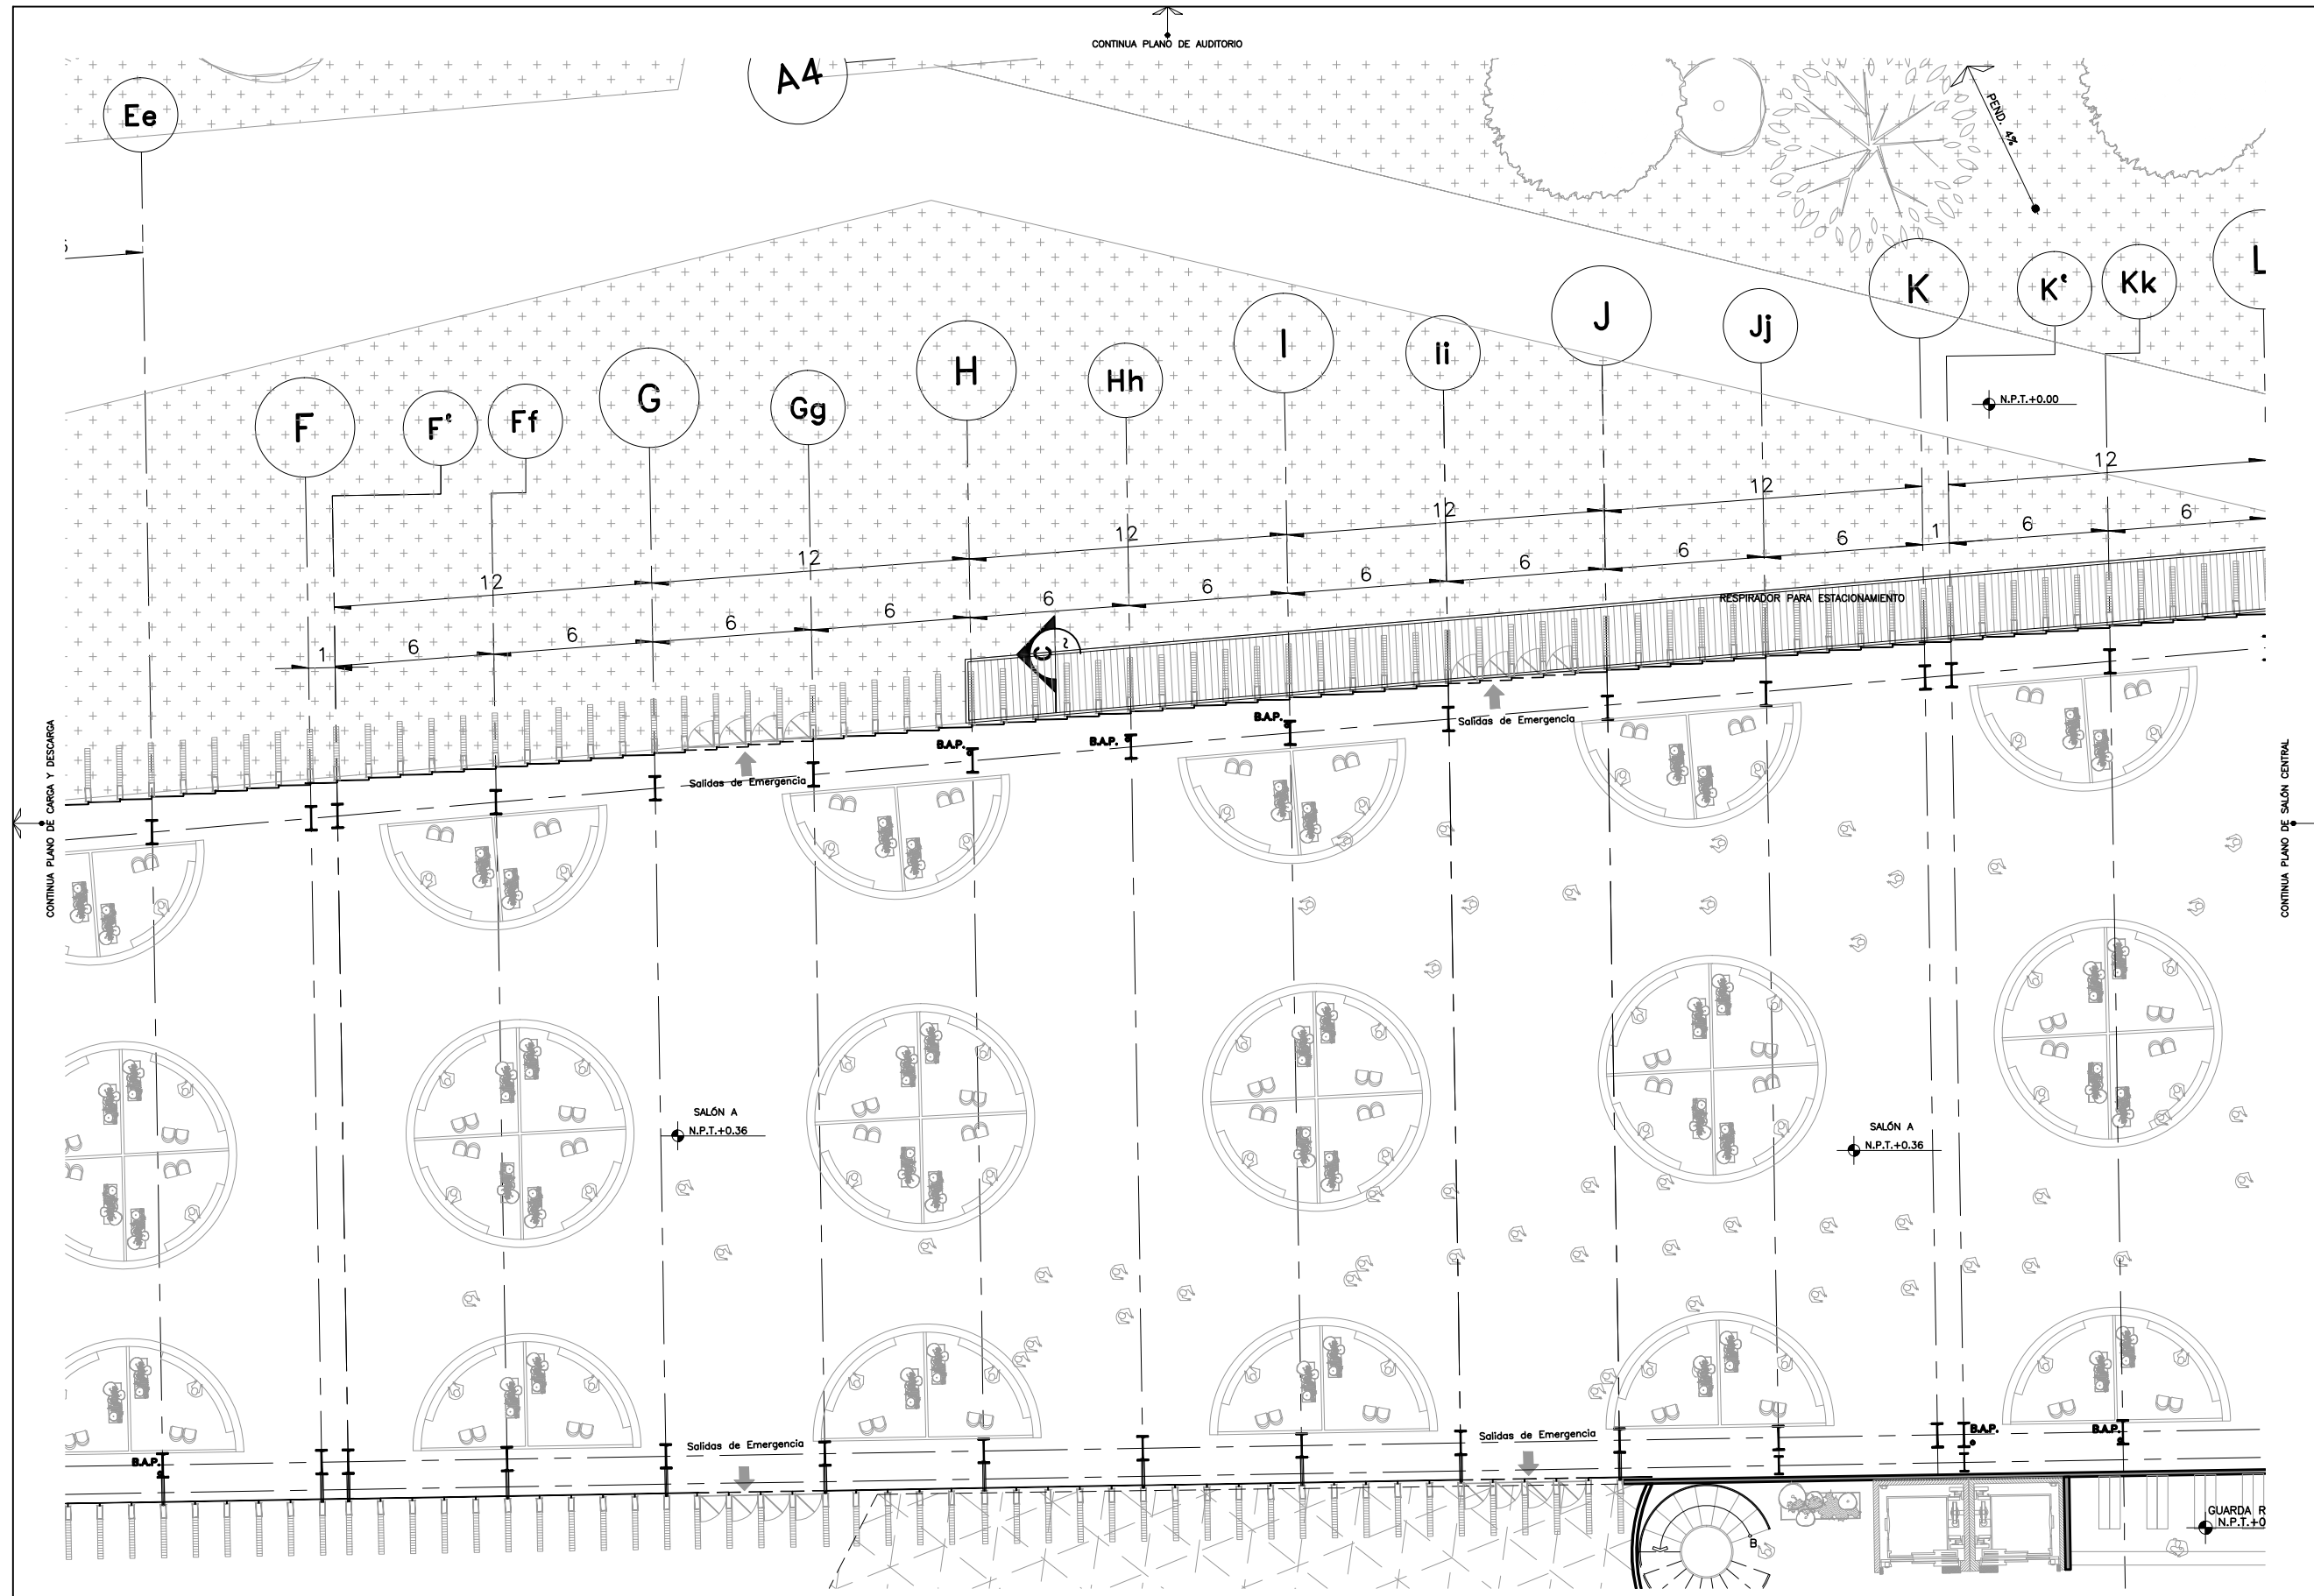 CONTINUA PLANO DE AUDITORIO
A4
Ee
PEND. 4%
L
K
K'
Kk
J
Jj
I
ii
H
Hh
G
Gg
F
F'
Ff
N.P.T.+0.00
12
12
12
12
12
12
1
6
6
6
6
6
6
6
6
6
6
1
6
6
RESPIRADOR PARA ESTACIONAMIENTO
C
2
B.A.P.
B.A.P.
B.A.P.
Salidas de Emergencia
Salidas de Emergencia
CONTINUA PLANO DE CARGA Y DESCARGA
CONTINUA PLANO DE SALÓN CENTRAL
SALÓN A
N.P.T.+0.36
SALÓN A
N.P.T.+0.36
Salidas de Emergencia
Salidas de Emergencia
B.A.P.
B.A.P.
B.A.P.
GUARDA R
N.P.T.+0
B